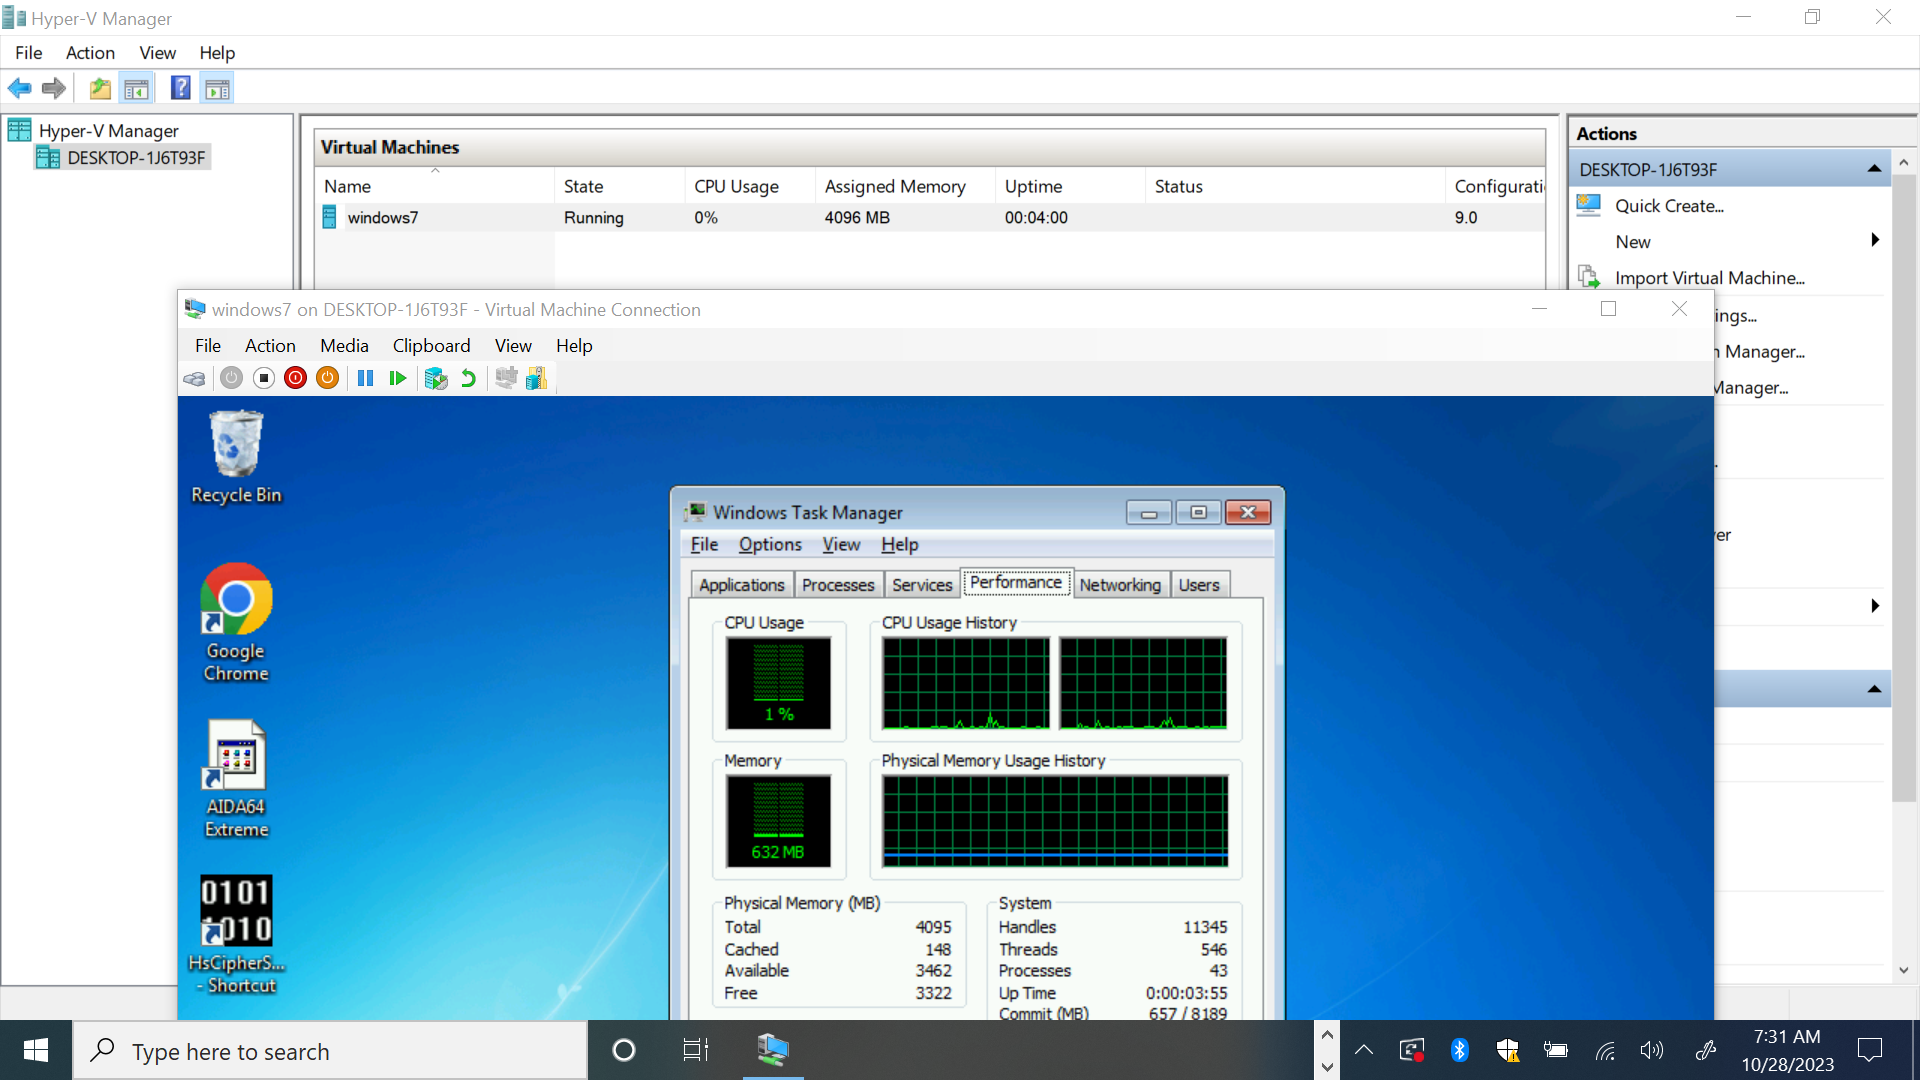 Hyper-V Manager
File Action View Help
Hyper-V Manager
DESKTOP-1J6T93F
Virtual Machines
Name State CPU Usage Assigned Memory Uptime Status Configurati
windows7 Running 0% 4096 MB 00:04:00 9.0
Actions
DESKTOP-1J6T93F
Quick Create...
New
Import Virtual Machine...
ings...
Manager...
Manager...
windows7 on DESKTOP-1J6T93F - Virtual Machine Connection
File Action Media Clipboard View Help
Recycle Bin
Google
Chrome
AIDA64
Extreme
0101
1010
HsCipherS...
- Shortcut
Windows Task Manager
File Options View Help
Applications Processes Services Performance Networking Users
CPU Usage
1 %
CPU Usage History
Memory
632 MB
Physical Memory Usage History
Physical Memory (MB)
Total 4095
Cached 148
Available 3462
Free 3322
System
Handles 11345
Threads 546
Processes 43
Up Time 0:00:03:55
Commit (MB) 657 / 8189
Type here to search
7:31 AM
10/28/2023